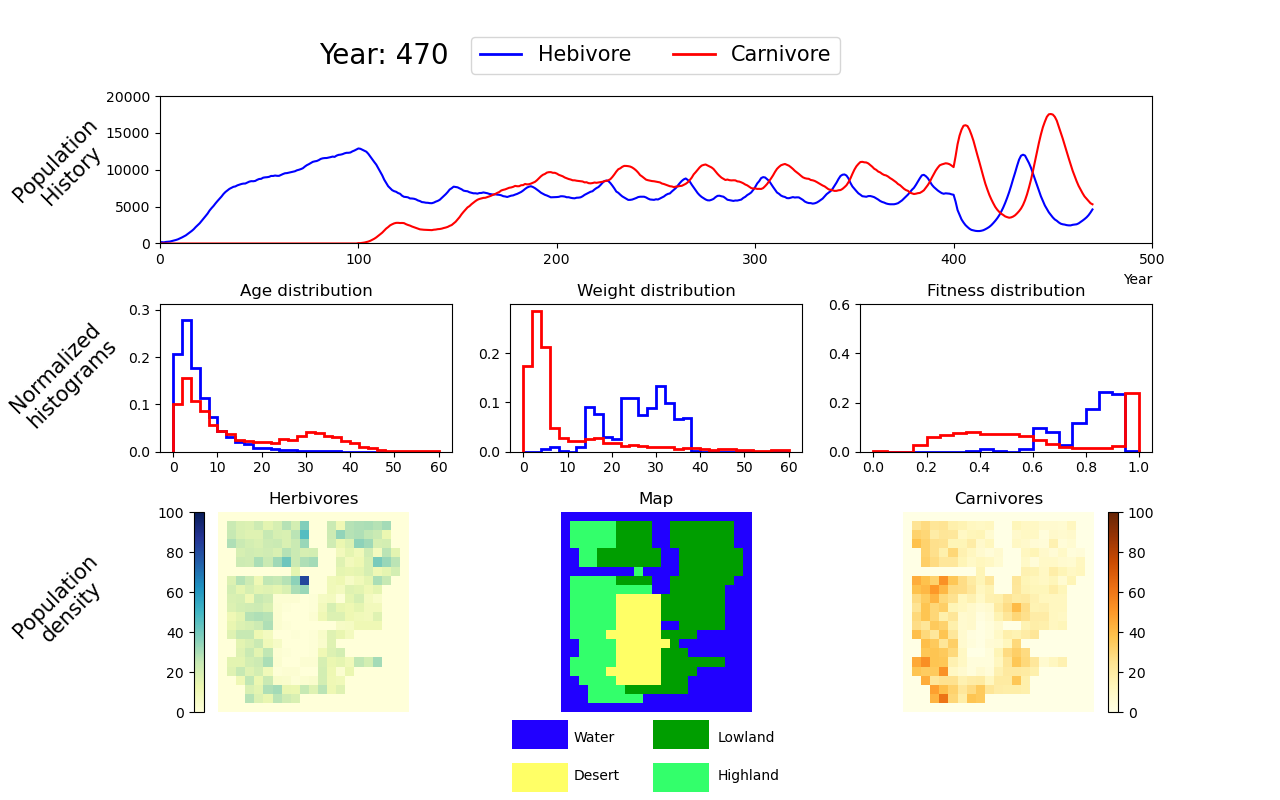 Year: 470
Hebivore
Carnivore
Population
History
20000
15000
10000
5000
0
0 100 200 300 400 500
Year
Normalized
histograms
Age distribution
0.3
0.2
0.1
0.0
0 10 20 30 40 50 60
Weight distribution
0.2
0.1
0.0
0 10 20 30 40 50 60
Fitness distribution
0.6
0.4
0.2
0.0
0.0 0.2 0.4 0.6 0.8 1.0
Population
density
Herbivores
100
80
60
40
20
0
Map
Carnivores
100
80
60
40
20
0
Water
Lowland
Desert
Highland